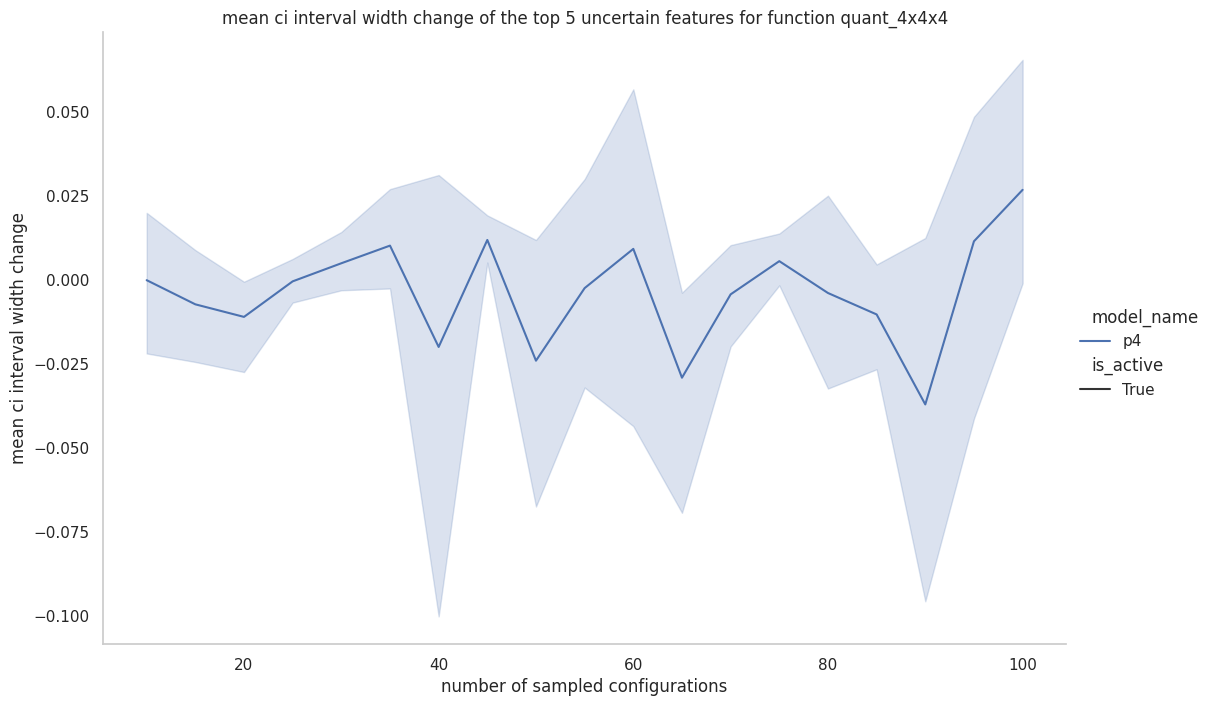 mean ci interval width change of the top 5 uncertain features for function quant_4x4x4
mean ci interval width change
0.050
0.025
0.000
−0.025
−0.050
−0.075
−0.100
20
40
60
80
100
number of sampled configurations
model_name
p4
is_active
True